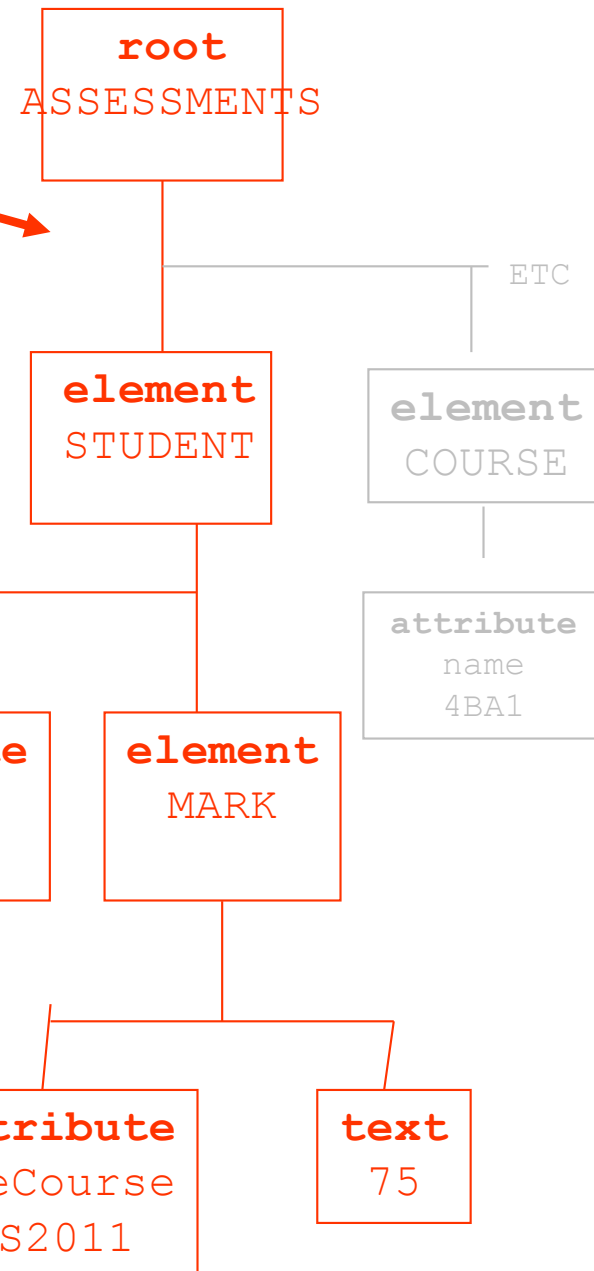 root
ASSESSMENTS
ETC
element
STUDENT
element
COURSE
attribute
name
4BA1
e
element
MARK
tribute
eCourse
S2011
text
75